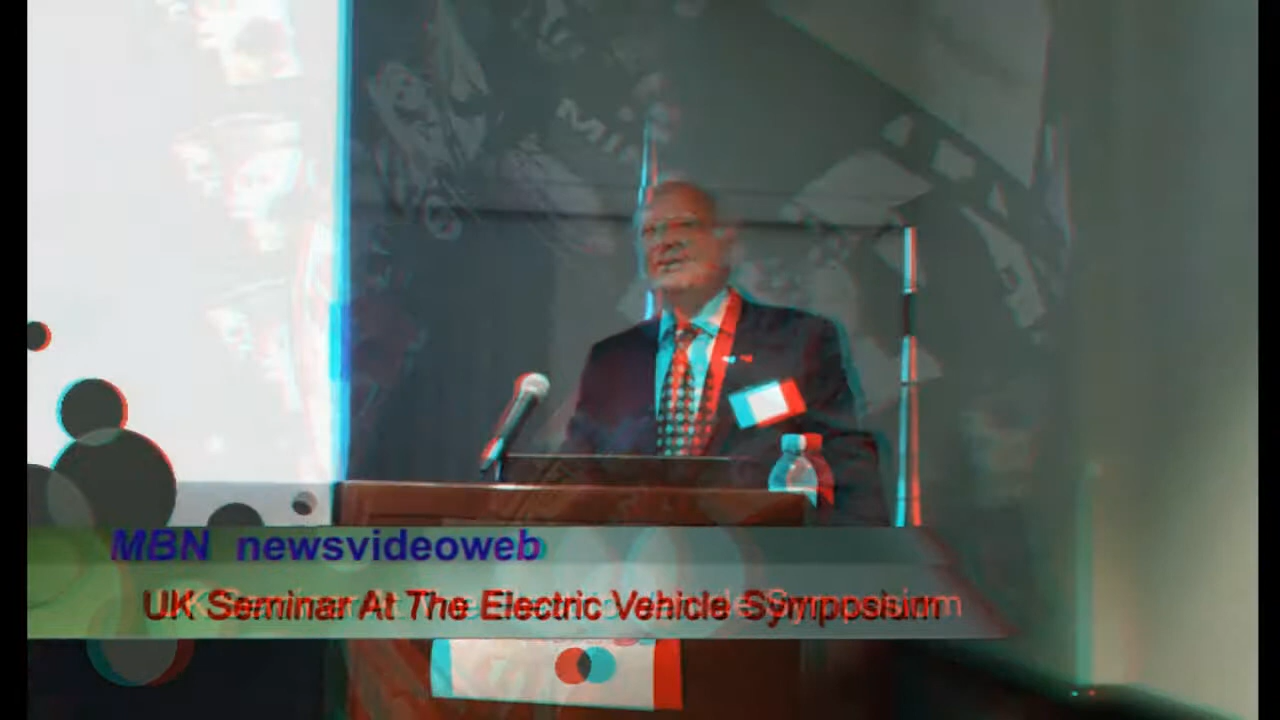 MBN newsvideoweb
UK Seminar At The Electric Vehicle Symposium